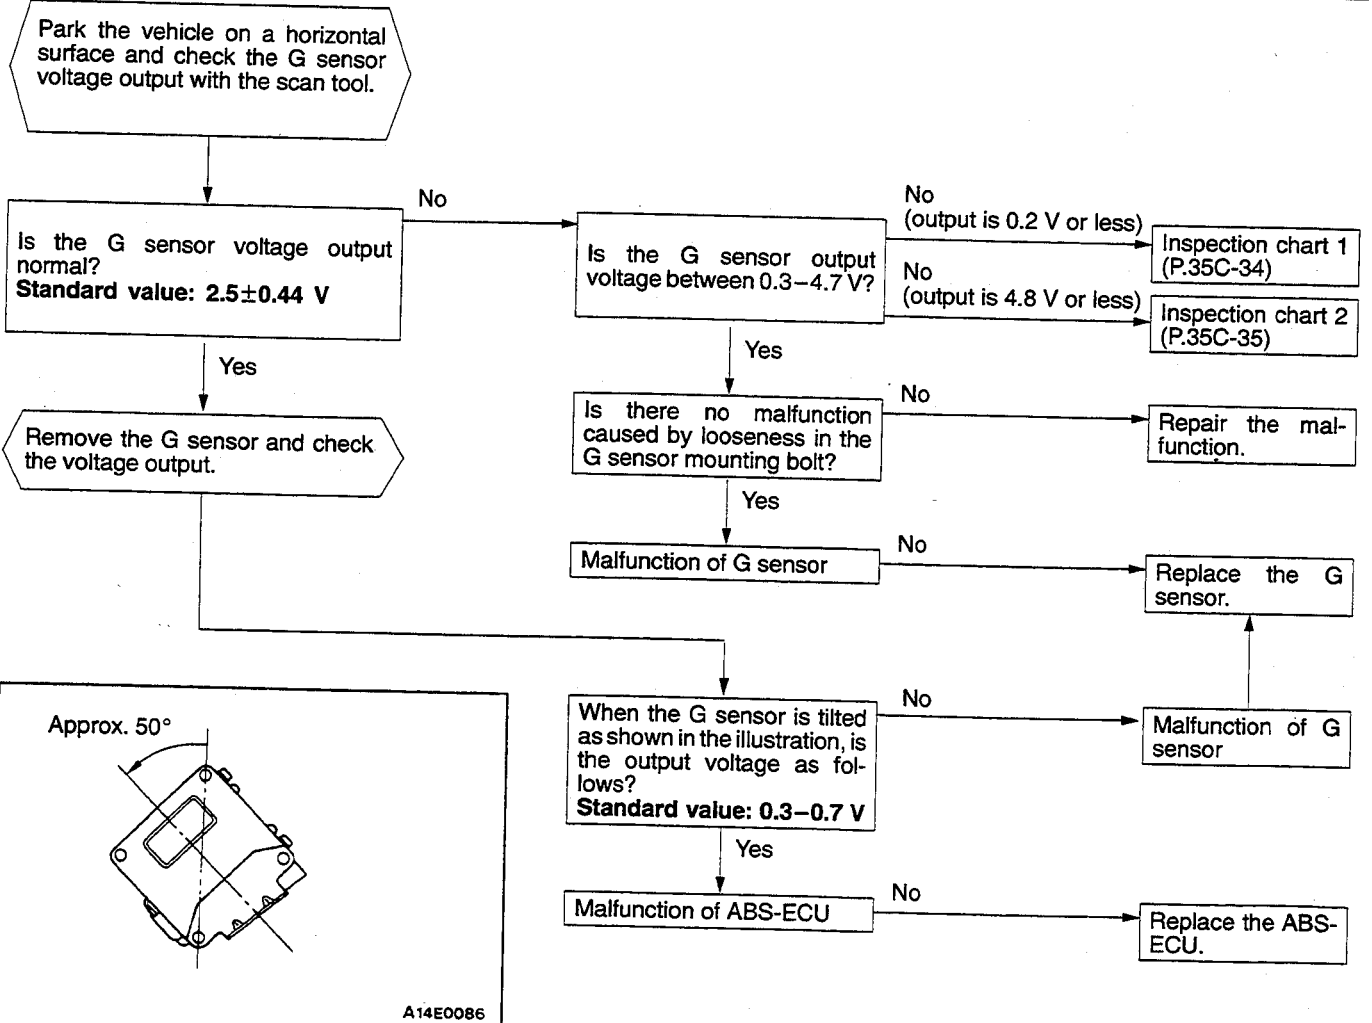 Park the vehicle on a horizontal
surface and check the G sensor
voltage output with the scan tool.
Is the G sensor voltage output
normal?
Standard value: 2.5±0.44 V
No
Yes
Is the G sensor output
voltage between 0.3–4.7 V?
No
(output is 0.2 V or less)
Inspection chart 1
(P.35C-34)
No
(output is 4.8 V or less)
Inspection chart 2
(P.35C-35)
Yes
Remove the G sensor and check
the voltage output.
Is there no malfunction
caused by looseness in the
G sensor mounting bolt?
No
Repair the mal-
function.
Yes
Malfunction of G sensor
No
Replace the G
sensor.
When the G sensor is tilted
as shown in the illustration, is
the output voltage as fol-
lows?
Standard value: 0.3–0.7 V
No
Malfunction of G
sensor
Yes
Malfunction of ABS-ECU
No
Replace the ABS-
ECU.
Approx. 50°
A14E0086